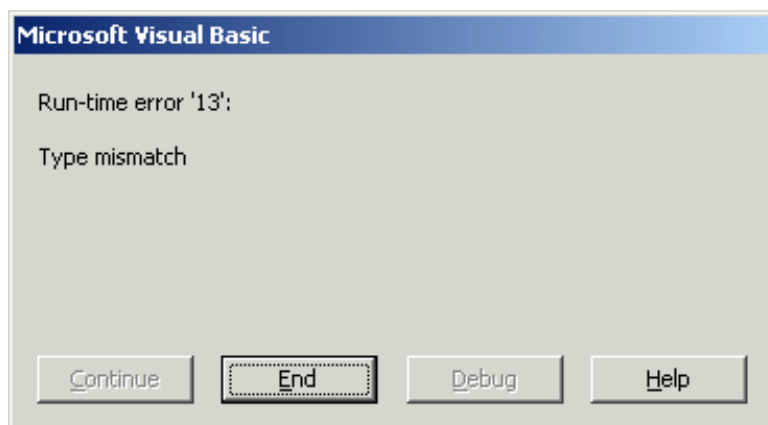 Microsoft Visual Basic
Run-time error '13':
Type mismatch
Continue End Debug Help